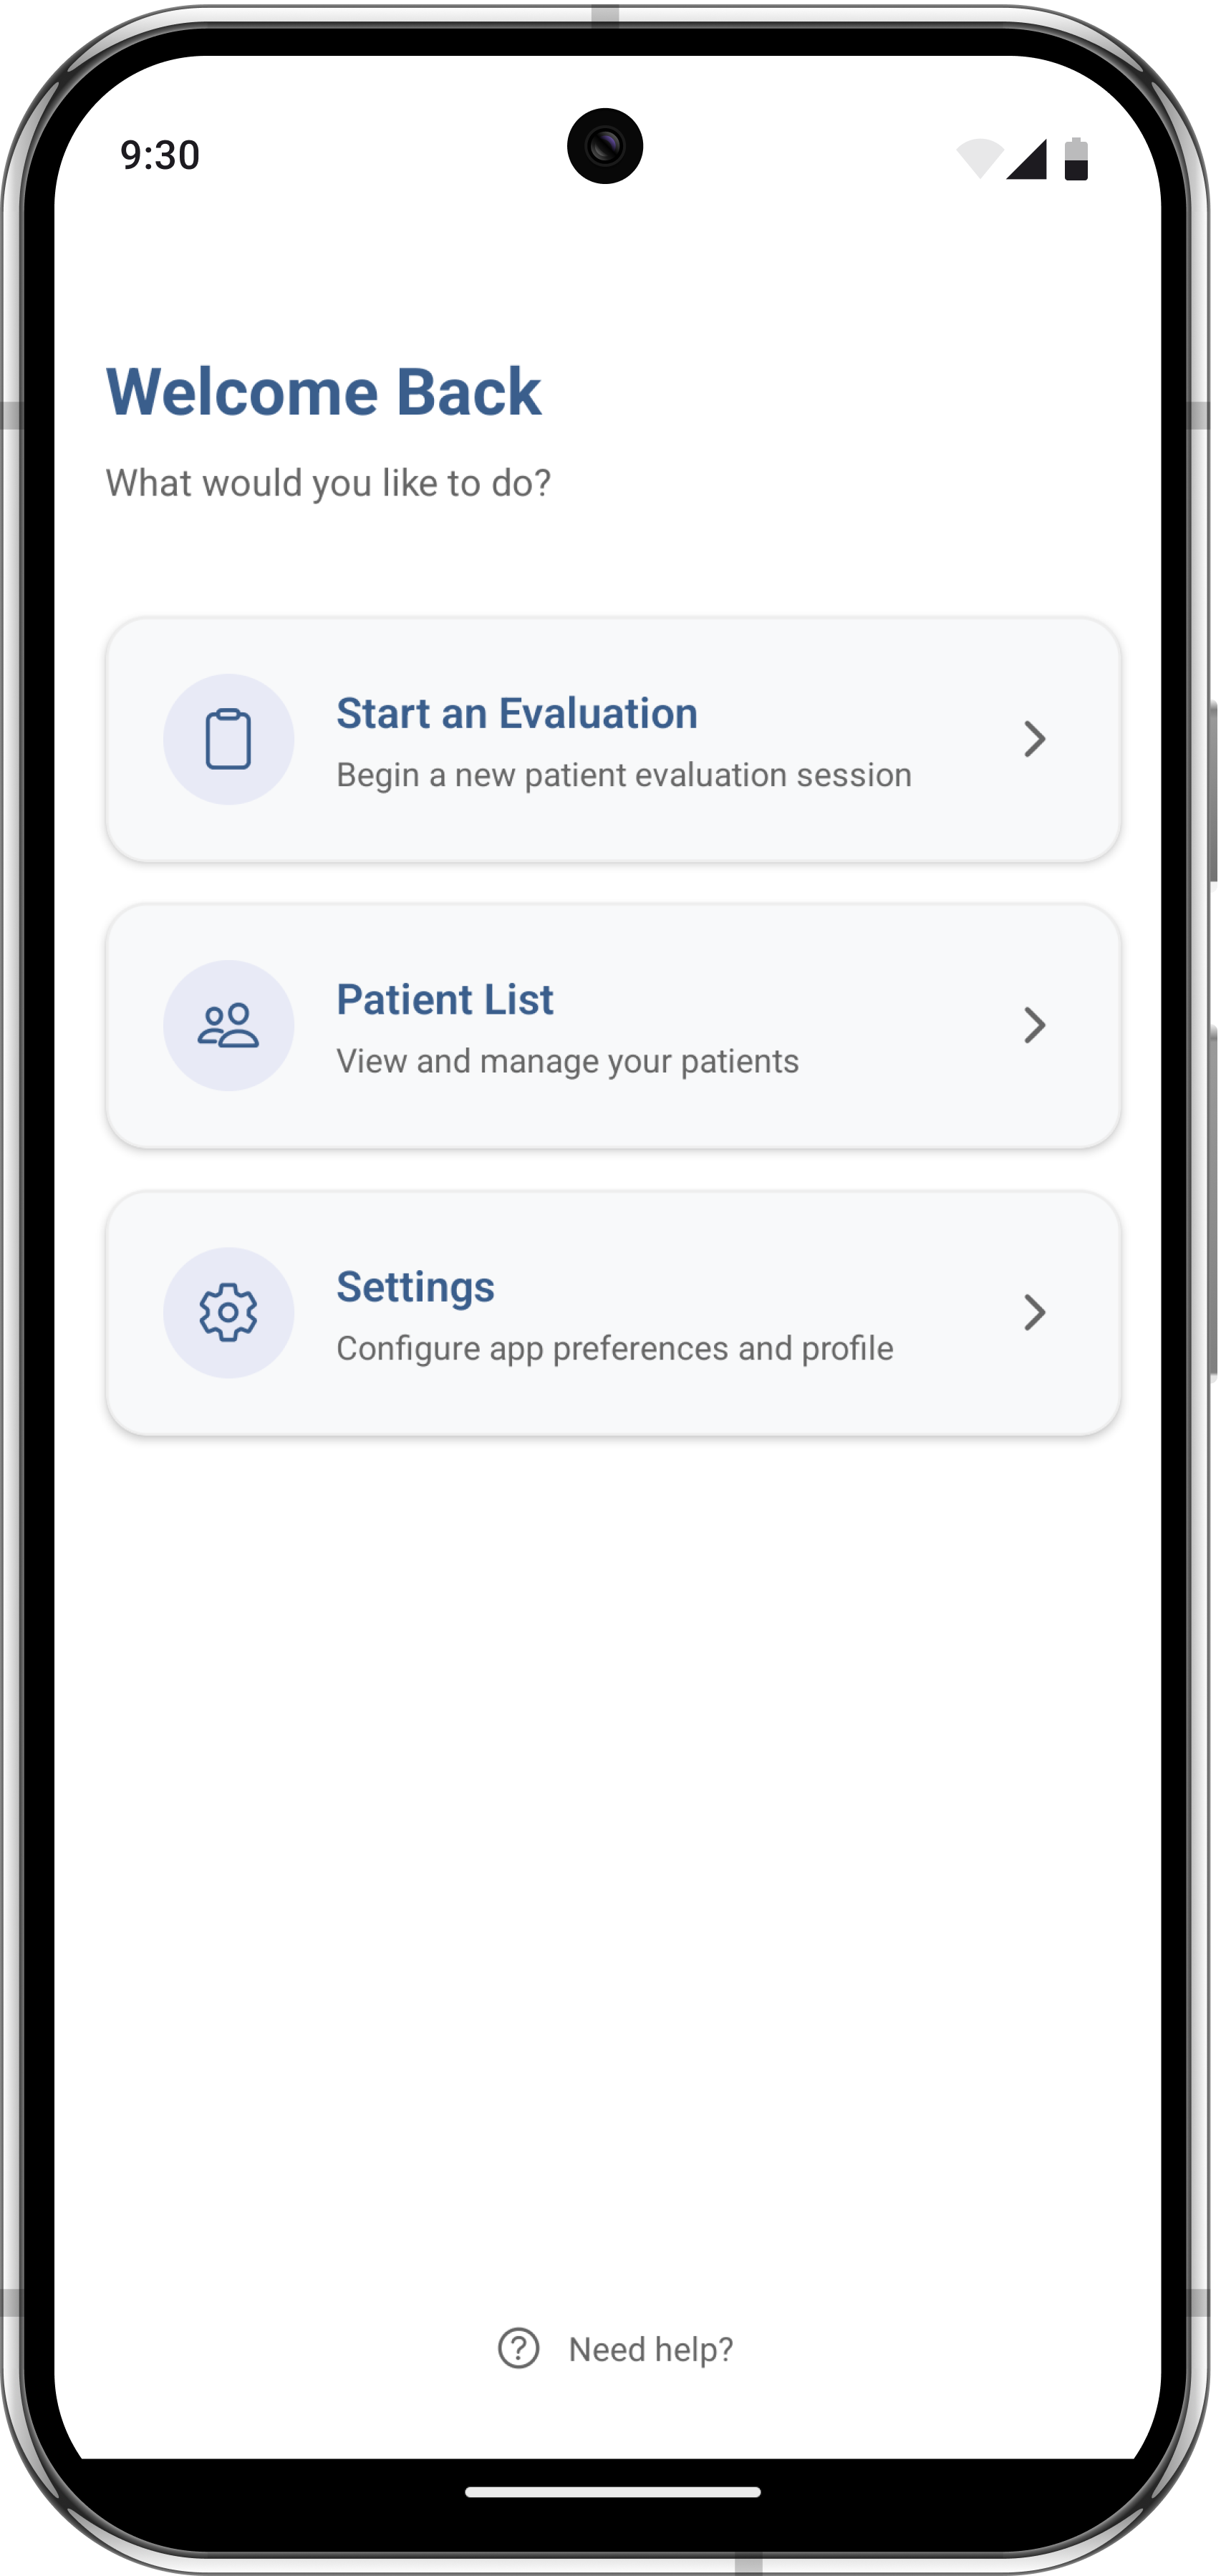 9:30
Welcome Back
What would you like to do?
Start an Evaluation
Begin a new patient evaluation session
Patient List
View and manage your patients
Settings
Configure app preferences and profile
Need help?